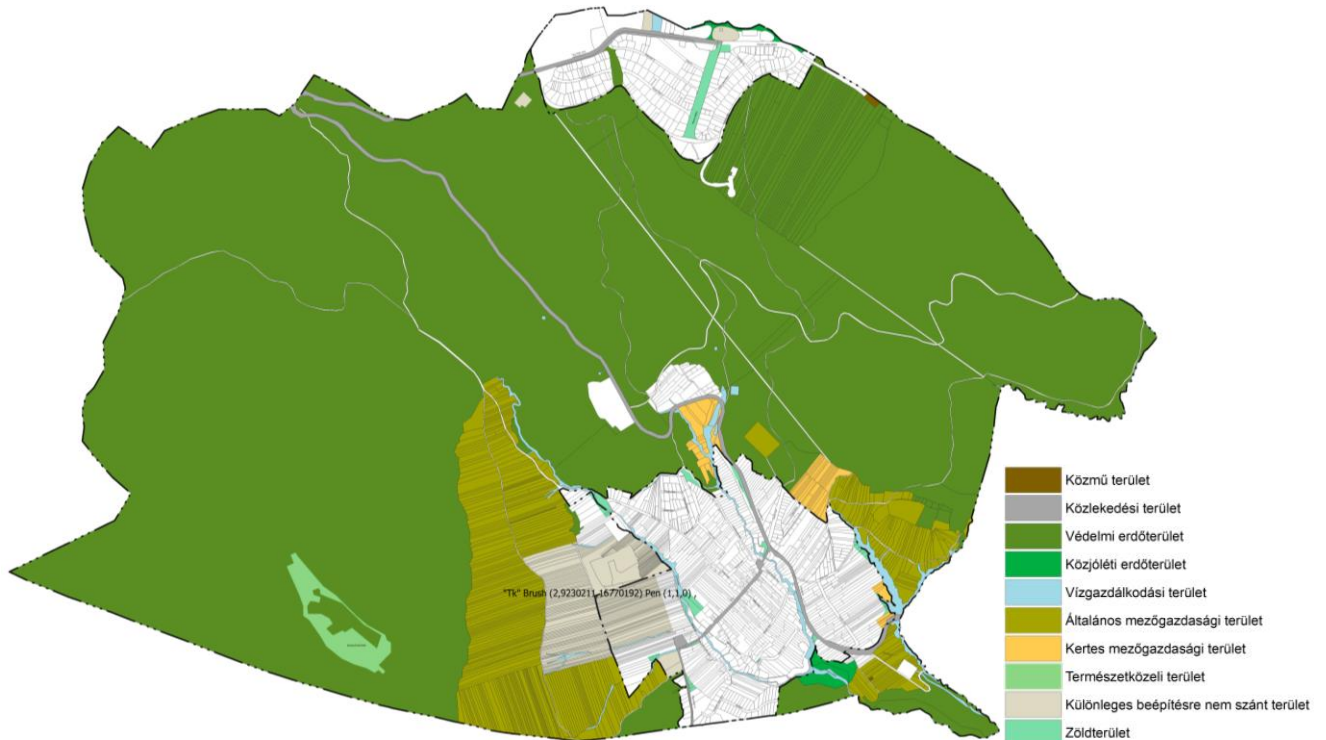 "Tk" Brush (2,9230211,16770192) Pen (1,1,0) ,
Közmű terület
Közlekedési terület
Védelmi erdőterület
Közjóléti erdőterület
Vízgazdálkodási terület
Általános mezőgazdasági terület
Kertes mezőgazdasági terület
Természetközeli terület
Különleges beépítésre nem szánt terület
Zöldterület